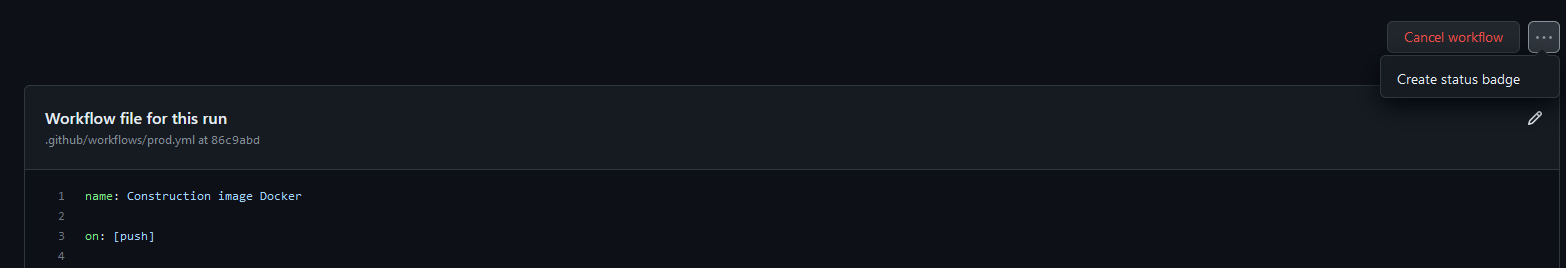 Cancel workflow
...
Create status badge
Workflow file for this run
.github/workflows/prod.yml at 86c9abd
1 name: Construction image Docker
2
3 on: [push]
4